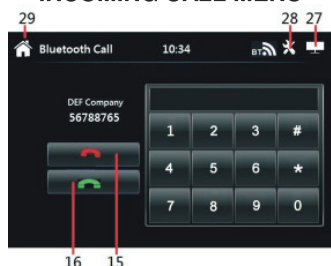 INCOMING CALL MENU
29 28 27
Bluetooth Call 10:34 BT
DEF Company
56788765
1 2 3 #
4 5 6 *
7 8 9 0
16 15